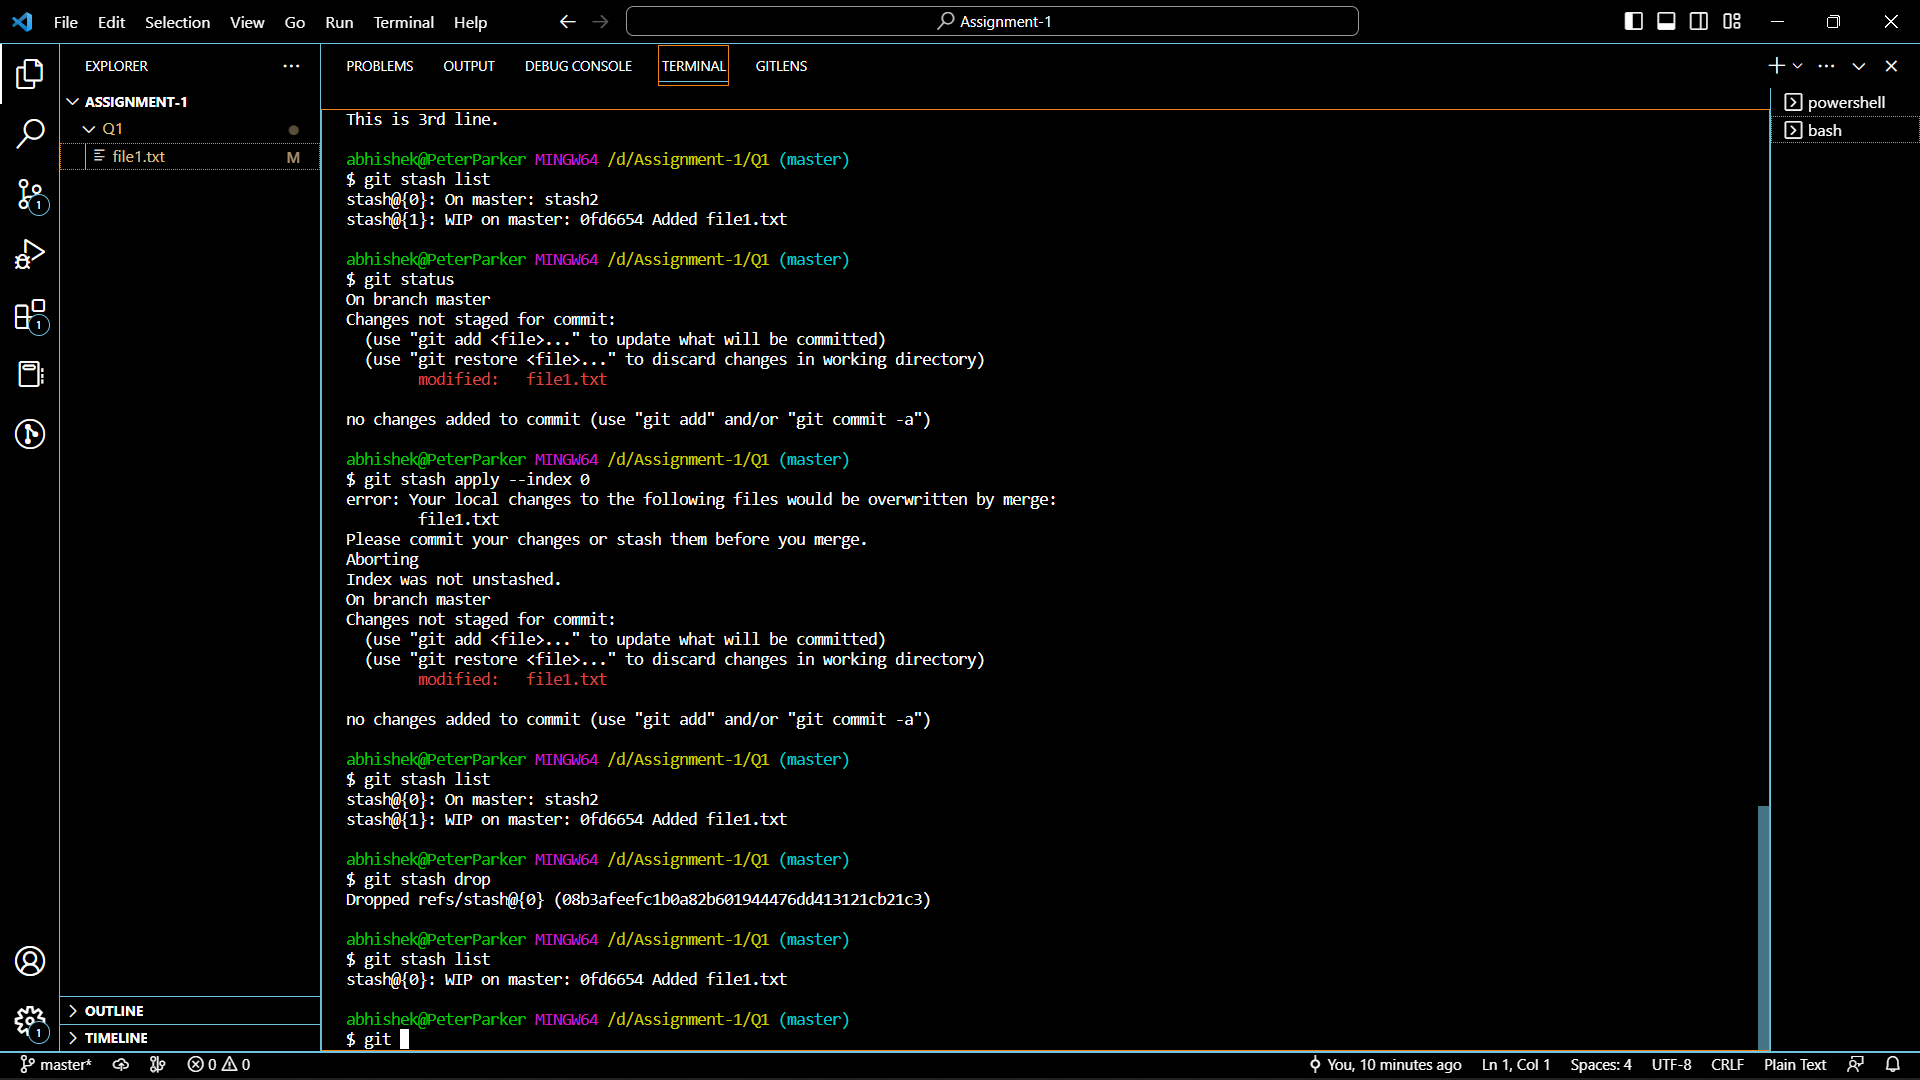 File Edit Selection View Go Run Terminal Help
Assignment-1
EXPLORER
ASSIGNMENT-1
Q1
file1.txt M
1
1
OUTLINE
1
TIMELINE
PROBLEMS OUTPUT DEBUG CONSOLE TERMINAL GITLENS
powershell
bash
This is 3rd line.
abhishek@PeterParker MINGW64 /d/Assignment-1/Q1 (master)
$ git stash list
stash@{0}: On master: stash2
stash@{1}: WIP on master: 0fd6654 Added file1.txt
abhishek@PeterParker MINGW64 /d/Assignment-1/Q1 (master)
$ git status
On branch master
Changes not staged for commit:
  (use "git add <file>..." to update what will be committed)
  (use "git restore <file>..." to discard changes in working directory)
        modified:   file1.txt
no changes added to commit (use "git add" and/or "git commit -a")
abhishek@PeterParker MINGW64 /d/Assignment-1/Q1 (master)
$ git stash apply --index 0
error: Your local changes to the following files would be overwritten by merge:
        file1.txt
Please commit your changes or stash them before you merge.
Aborting
Index was not unstashed.
On branch master
Changes not staged for commit:
  (use "git add <file>..." to update what will be committed)
  (use "git restore <file>..." to discard changes in working directory)
        modified:   file1.txt
no changes added to commit (use "git add" and/or "git commit -a")
abhishek@PeterParker MINGW64 /d/Assignment-1/Q1 (master)
$ git stash list
stash@{0}: On master: stash2
stash@{1}: WIP on master: 0fd6654 Added file1.txt
abhishek@PeterParker MINGW64 /d/Assignment-1/Q1 (master)
$ git stash drop
Dropped refs/stash@{0} (08b3afeefc1b0a82b601944476dd413121cb21c3)
abhishek@PeterParker MINGW64 /d/Assignment-1/Q1 (master)
$ git stash list
stash@{0}: WIP on master: 0fd6654 Added file1.txt
abhishek@PeterParker MINGW64 /d/Assignment-1/Q1 (master)
$ git
master* 0 0 You, 10 minutes ago Ln 1, Col 1 Spaces: 4 UTF-8 CRLF Plain Text